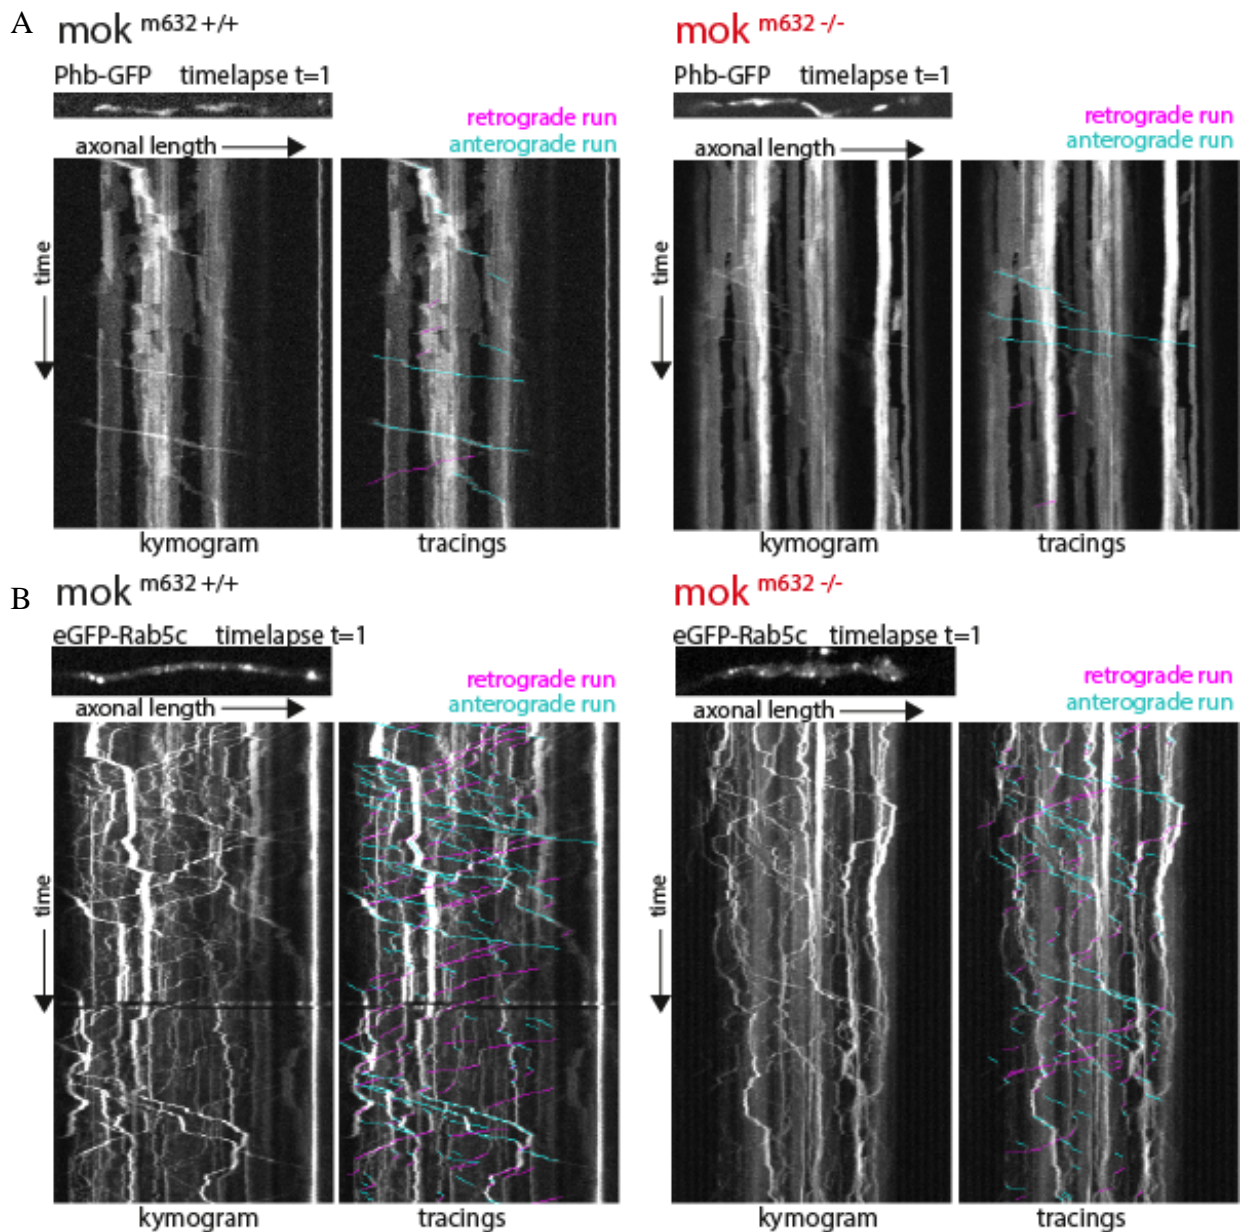 A mok m632 +/+
mok m632 -/-
Phb-GFP timelapse t=1
Phb-GFP timelapse t=1
retrograde run
anterograde run
retrograde run
anterograde run
axonal length
axonal length
time
time
kymogram
tracings
kymogram
tracings
B mok m632 +/+
mok m632 -/-
eGFP-Rab5c timelapse t=1
eGFP-Rab5c timelapse t=1
retrograde run
anterograde run
retrograde run
anterograde run
axonal length
axonal length
time
time
kymogram
tracings
kymogram
tracings